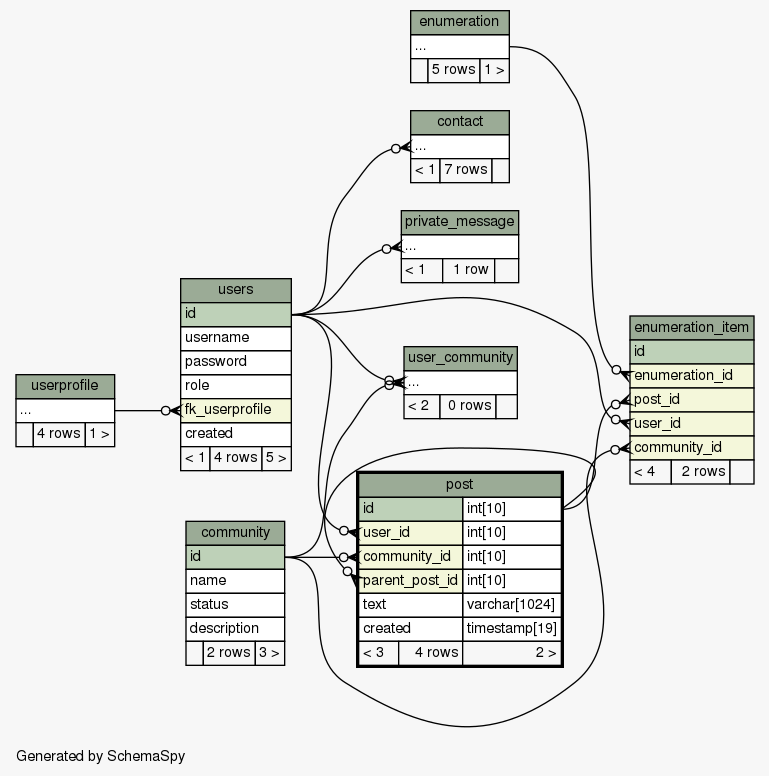 enumeration
...
5 rows 1 >
contact
...
< 1 7 rows
private_message
...
< 1 1 row
users
id
username
password
role
fk_userprofile
created
< 1 4 rows 5 >
enumeration_item
id
enumeration_id
post_id
user_id
community_id
< 4 2 rows
user_community
...
< 2 0 rows
userprofile
...
4 rows 1 >
post
id int[10]
user_id int[10]
community_id int[10]
parent_post_id int[10]
text varchar[1024]
created timestamp[19]
< 3 4 rows 2 >
community
id
name
status
description
2 rows 3 >
Generated by SchemaSpy